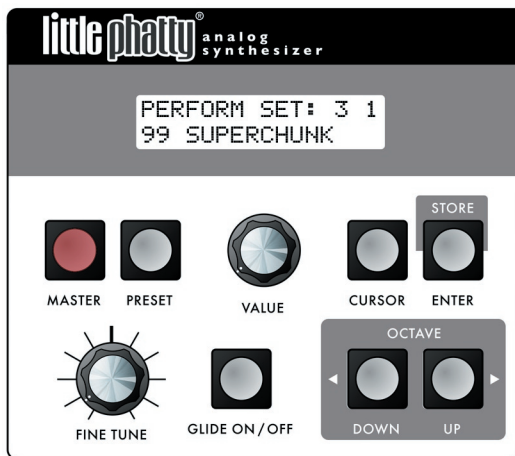 little phatty® analog
synthesizer
PERFORM SET: 3 1
99 SUPERCHUNK
STORE
MASTER PRESET VALUE CURSOR ENTER
OCTAVE
FINE TUNE GLIDE ON / OFF DOWN UP